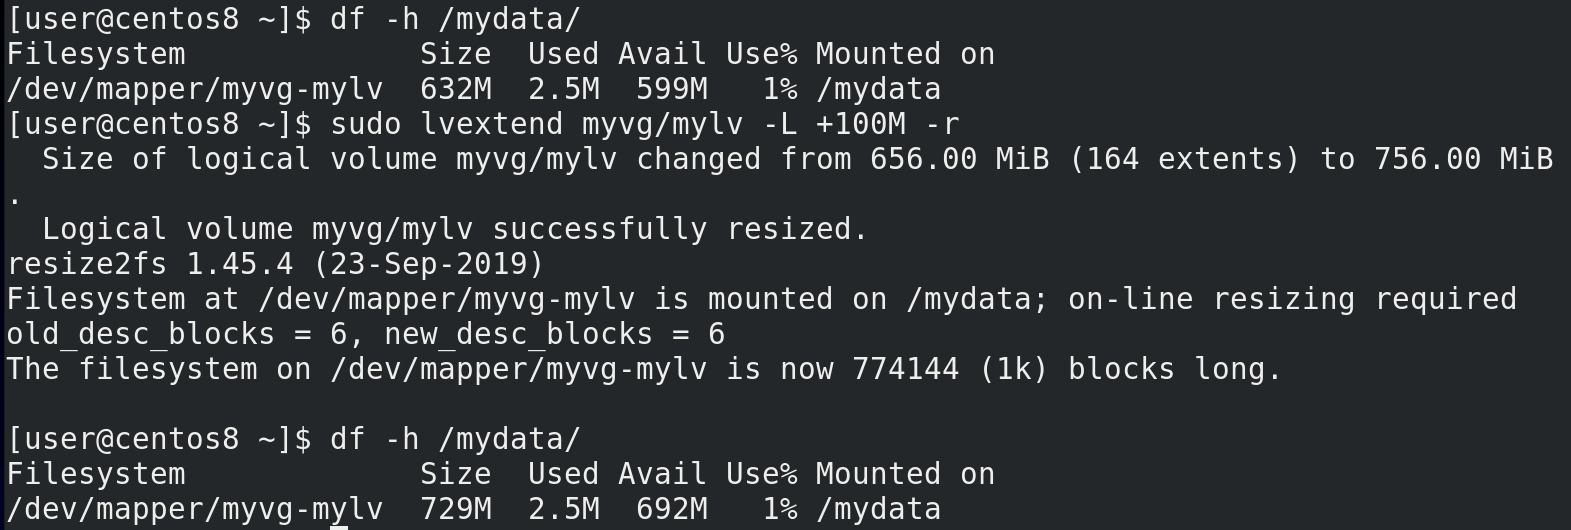 [user@centos8 ~]$ df -h /mydata/
Filesystem             Size  Used Avail Use% Mounted on
/dev/mapper/myvg-mylv  632M  2.5M  599M   1% /mydata
[user@centos8 ~]$ sudo lvextend myvg/mylv -L +100M -r
  Size of logical volume myvg/mylv changed from 656.00 MiB (164 extents) to 756.00 MiB
.
  Logical volume myvg/mylv successfully resized.
resize2fs 1.45.4 (23-Sep-2019)
Filesystem at /dev/mapper/myvg-mylv is mounted on /mydata; on-line resizing required
old_desc_blocks = 6, new_desc_blocks = 6
The filesystem on /dev/mapper/myvg-mylv is now 774144 (1k) blocks long.

[user@centos8 ~]$ df -h /mydata/
Filesystem             Size  Used Avail Use% Mounted on
/dev/mapper/myvg-mylv  729M  2.5M  692M   1% /mydata